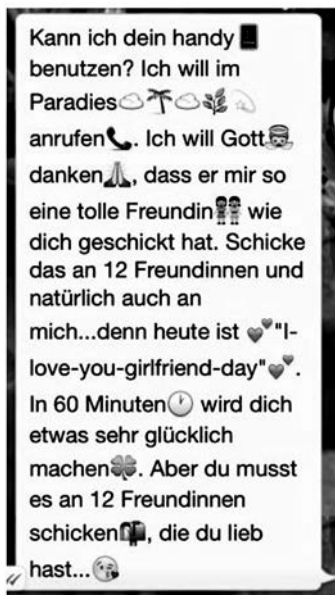 Kann ich dein handy📱
benutzen? Ich will im
Paradies☁️🌴☁️🌿💫
anrufen📞. Ich will Gott👼
danken🙏, dass er mir so
eine tolle Freundin👭 wie
dich geschickt hat. Schicke
das an 12 Freundinnen und
natürlich auch an
mich...denn heute ist 💕"I-
love-you-girlfriend-day"💕.
In 60 Minuten🕐 wird dich
etwas sehr glücklich
machen🍀. Aber du musst
es an 12 Freundinnen
schicken📬, die du lieb
hast...😘